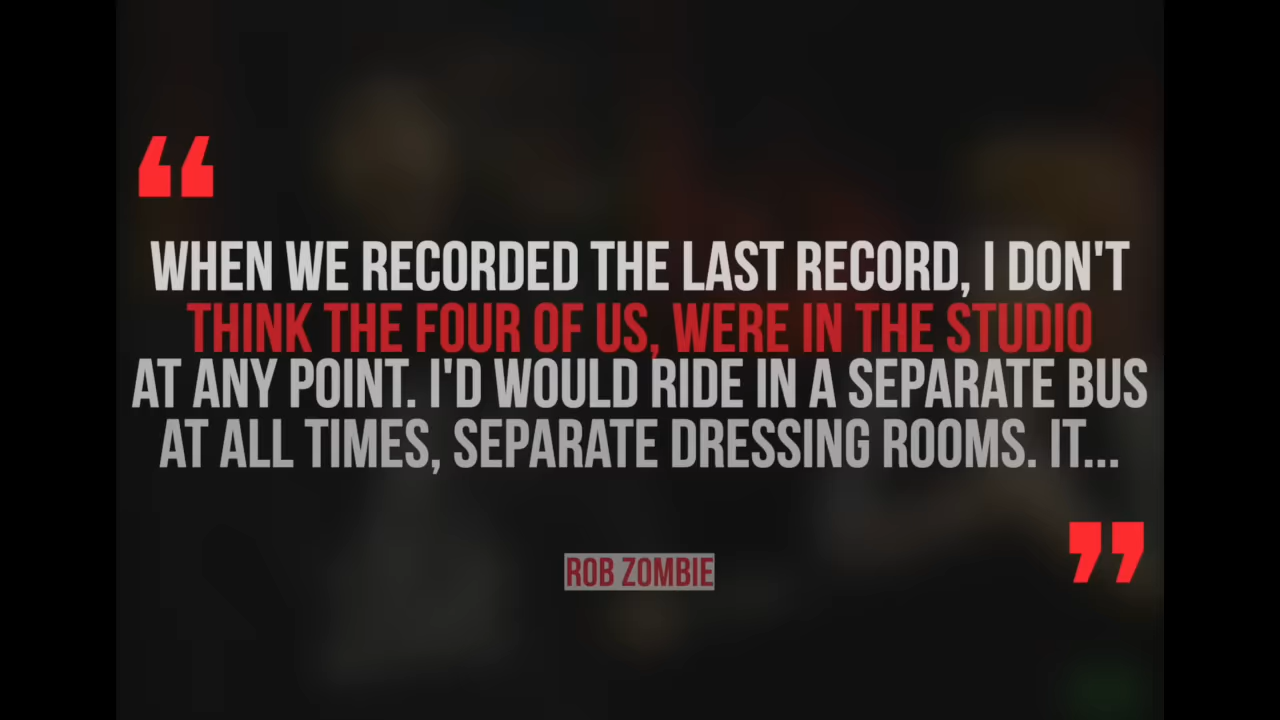 “
WHEN WE RECORDED THE LAST RECORD, I DON'T
THINK THE FOUR OF US, WERE IN THE STUDIO
AT ANY POINT. I'D WOULD RIDE IN A SEPARATE BUS
AT ALL TIMES, SEPARATE DRESSING ROOMS. IT...
”
ROB ZOMBIE